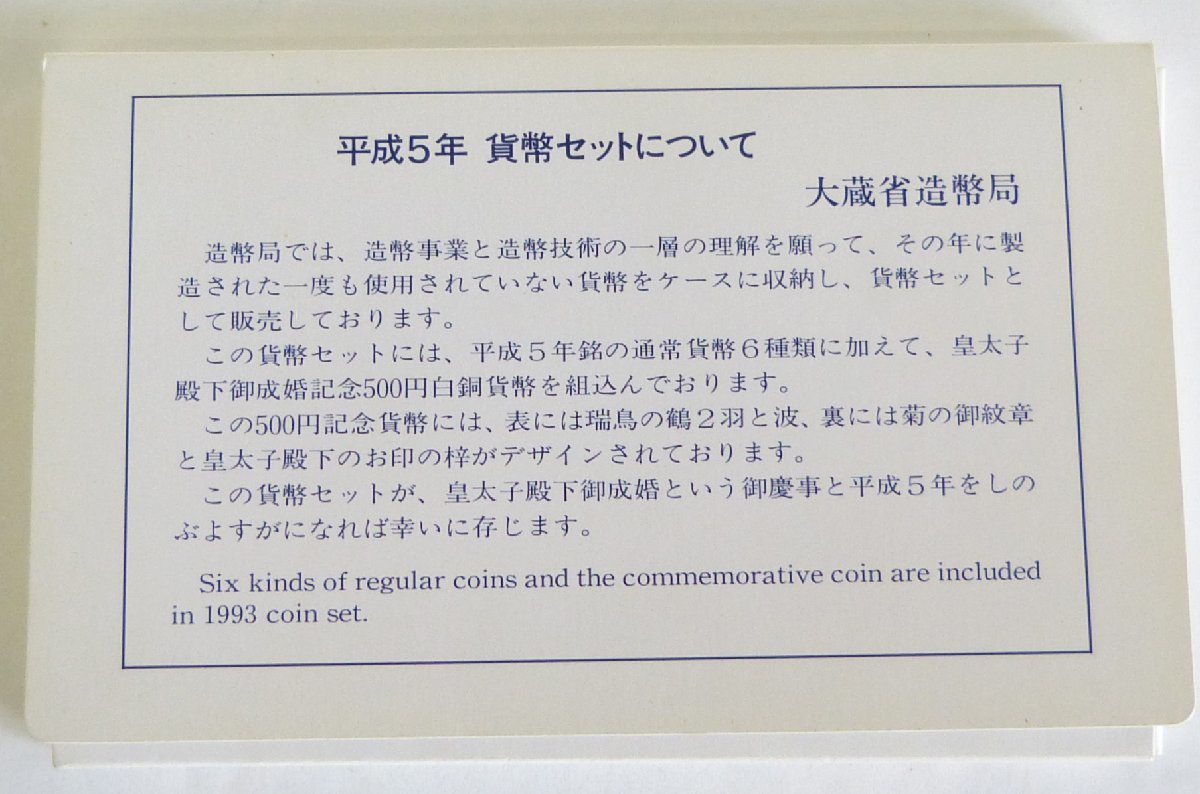 平成5年 貨幣セットについて
大蔵省造幣局
造幣局では、造幣事業と造幣技術の一層の理解を願って、その年に製
造された一度も使用されていない貨幣をケースに収納し、貨幣セットと
して販売しております。
この貨幣セットには、平成5年銘の通常貨幣6種類に加えて、皇太子
殿下御成婚記念500円白銅貨幣を組込んでおります。
この500円記念貨幣には、表には瑞鳥の鶴2羽と波、裏には菊の御紋章
と皇太子殿下のお印の梓がデザインされております。
この貨幣セットが、皇太子殿下御成婚という御慶事と平成5年をしの
ぶよすがになれば幸いに存じます。
Six kinds of regular coins and the commemorative coin are included
in 1993 coin set.